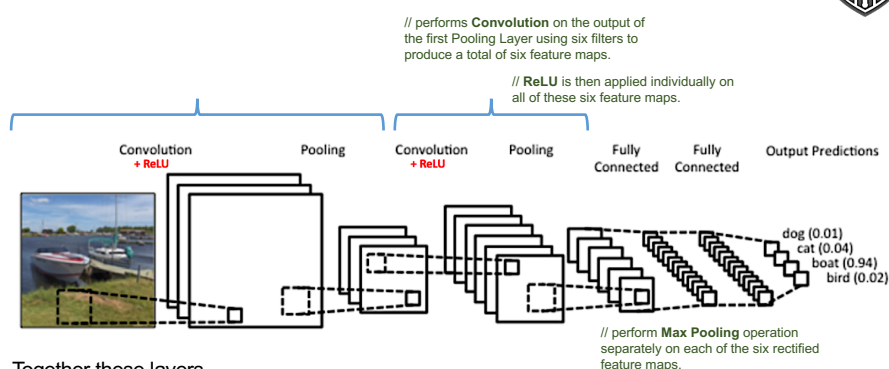 // performs Convolution on the output of
the first Pooling Layer using six filters to
produce a total of six feature maps.
// ReLU is then applied individually on
all of these six feature maps.
Convolution
+ ReLU
Pooling
Convolution
+ ReLU
Pooling
Fully
Connected
Fully
Connected
Output Predictions
dog (0.01)
cat (0.04)
boat (0.94)
bird (0.02)
// perform Max Pooling operation
separately on each of the six rectified
feature maps.
Together these layers